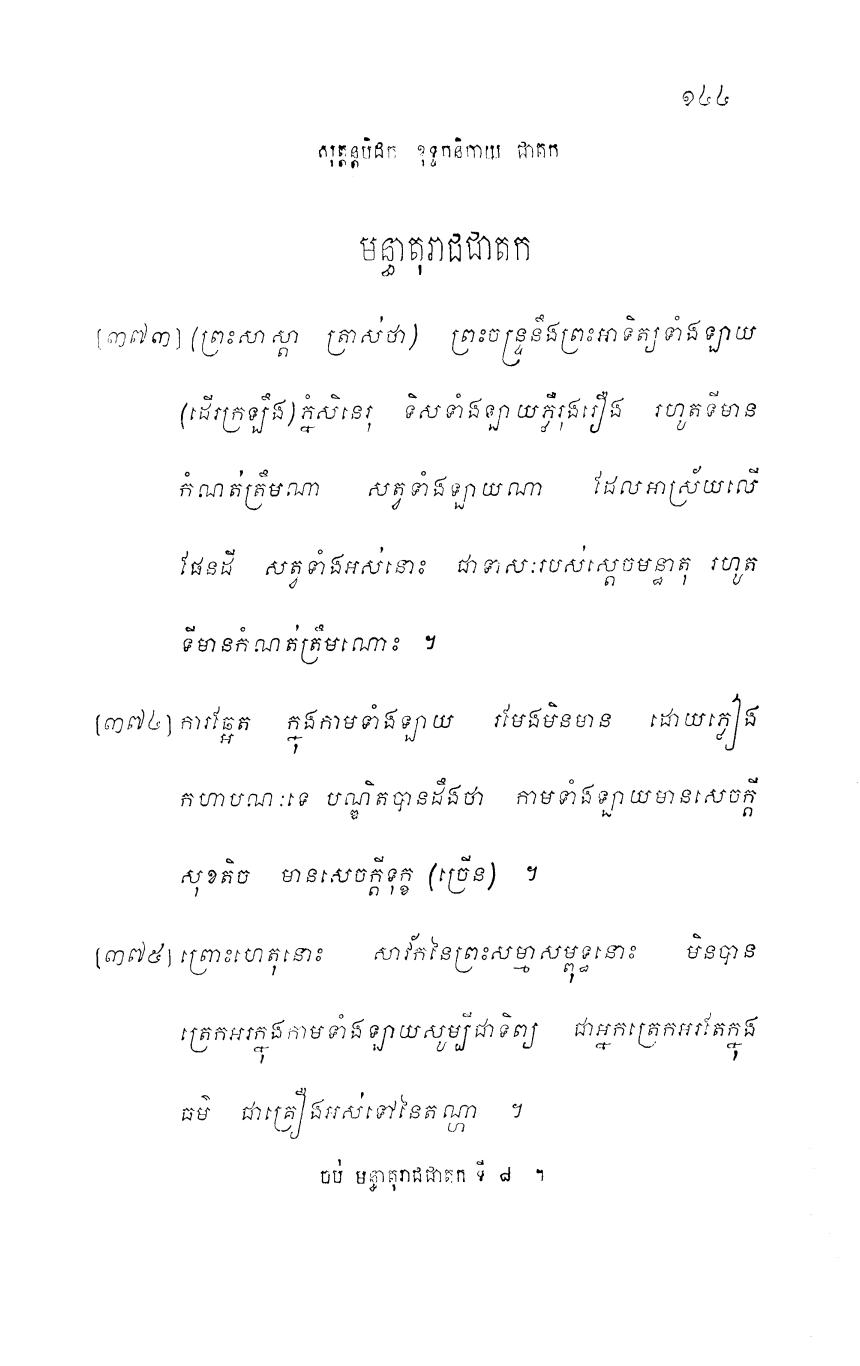 ១៤៤
សុត្តន្តបិដក ខុទ្ទកនិកាយ ជាតក
មន្ធាតុរាជជាតក
[៣៧៣] (ព្រះសាស្តា ត្រាស់ថា) ព្រះចន្រ្ទនឹងព្រះអាទិត្យទាំងឡាយ
(ដើរក្រឡឹង) ភ្នំសិនេរុ ទិសទាំងឡាយភ្លឺរុងរឿង រហូតទីមាន
កំណត់ត្រឹមណា សត្វទាំងឡាយណា ដែលអាស្រ័យលើ
ផែនដី សត្វទាំងអស់នោះ ជាទាសៈរបស់ស្តេចមន្ធាតុ រហូត
ទីមានកំណត់ត្រឹមណោះ ។
[៣៧៤] ការឆ្អែត ក្នុងកាមទាំងឡាយ រមែងមិនមាន ដោយភ្លៀង
កហាបណៈទេ បណ្ឌិតបានដឹងថា កាមទាំងឡាយមានសេចក្តី
សុខតិច មានសេចក្តីទុក្ខ (ច្រើន) ។
[៣៧៥] ព្រោះហេតុនោះ សាវ័កនៃព្រះសម្មាសម្ពុទ្ធនោះ មិនបាន
ត្រេកអរក្នុងកាមទាំងឡាយសូម្បីជាទិព្យ ជាអ្នកត្រេកអរតែក្នុង
ធម៌ ជាគ្រឿងអស់ទៅនៃតណ្ហា ។
ចប់ មន្ធាតុរាជជាតក ទី ៨ ។